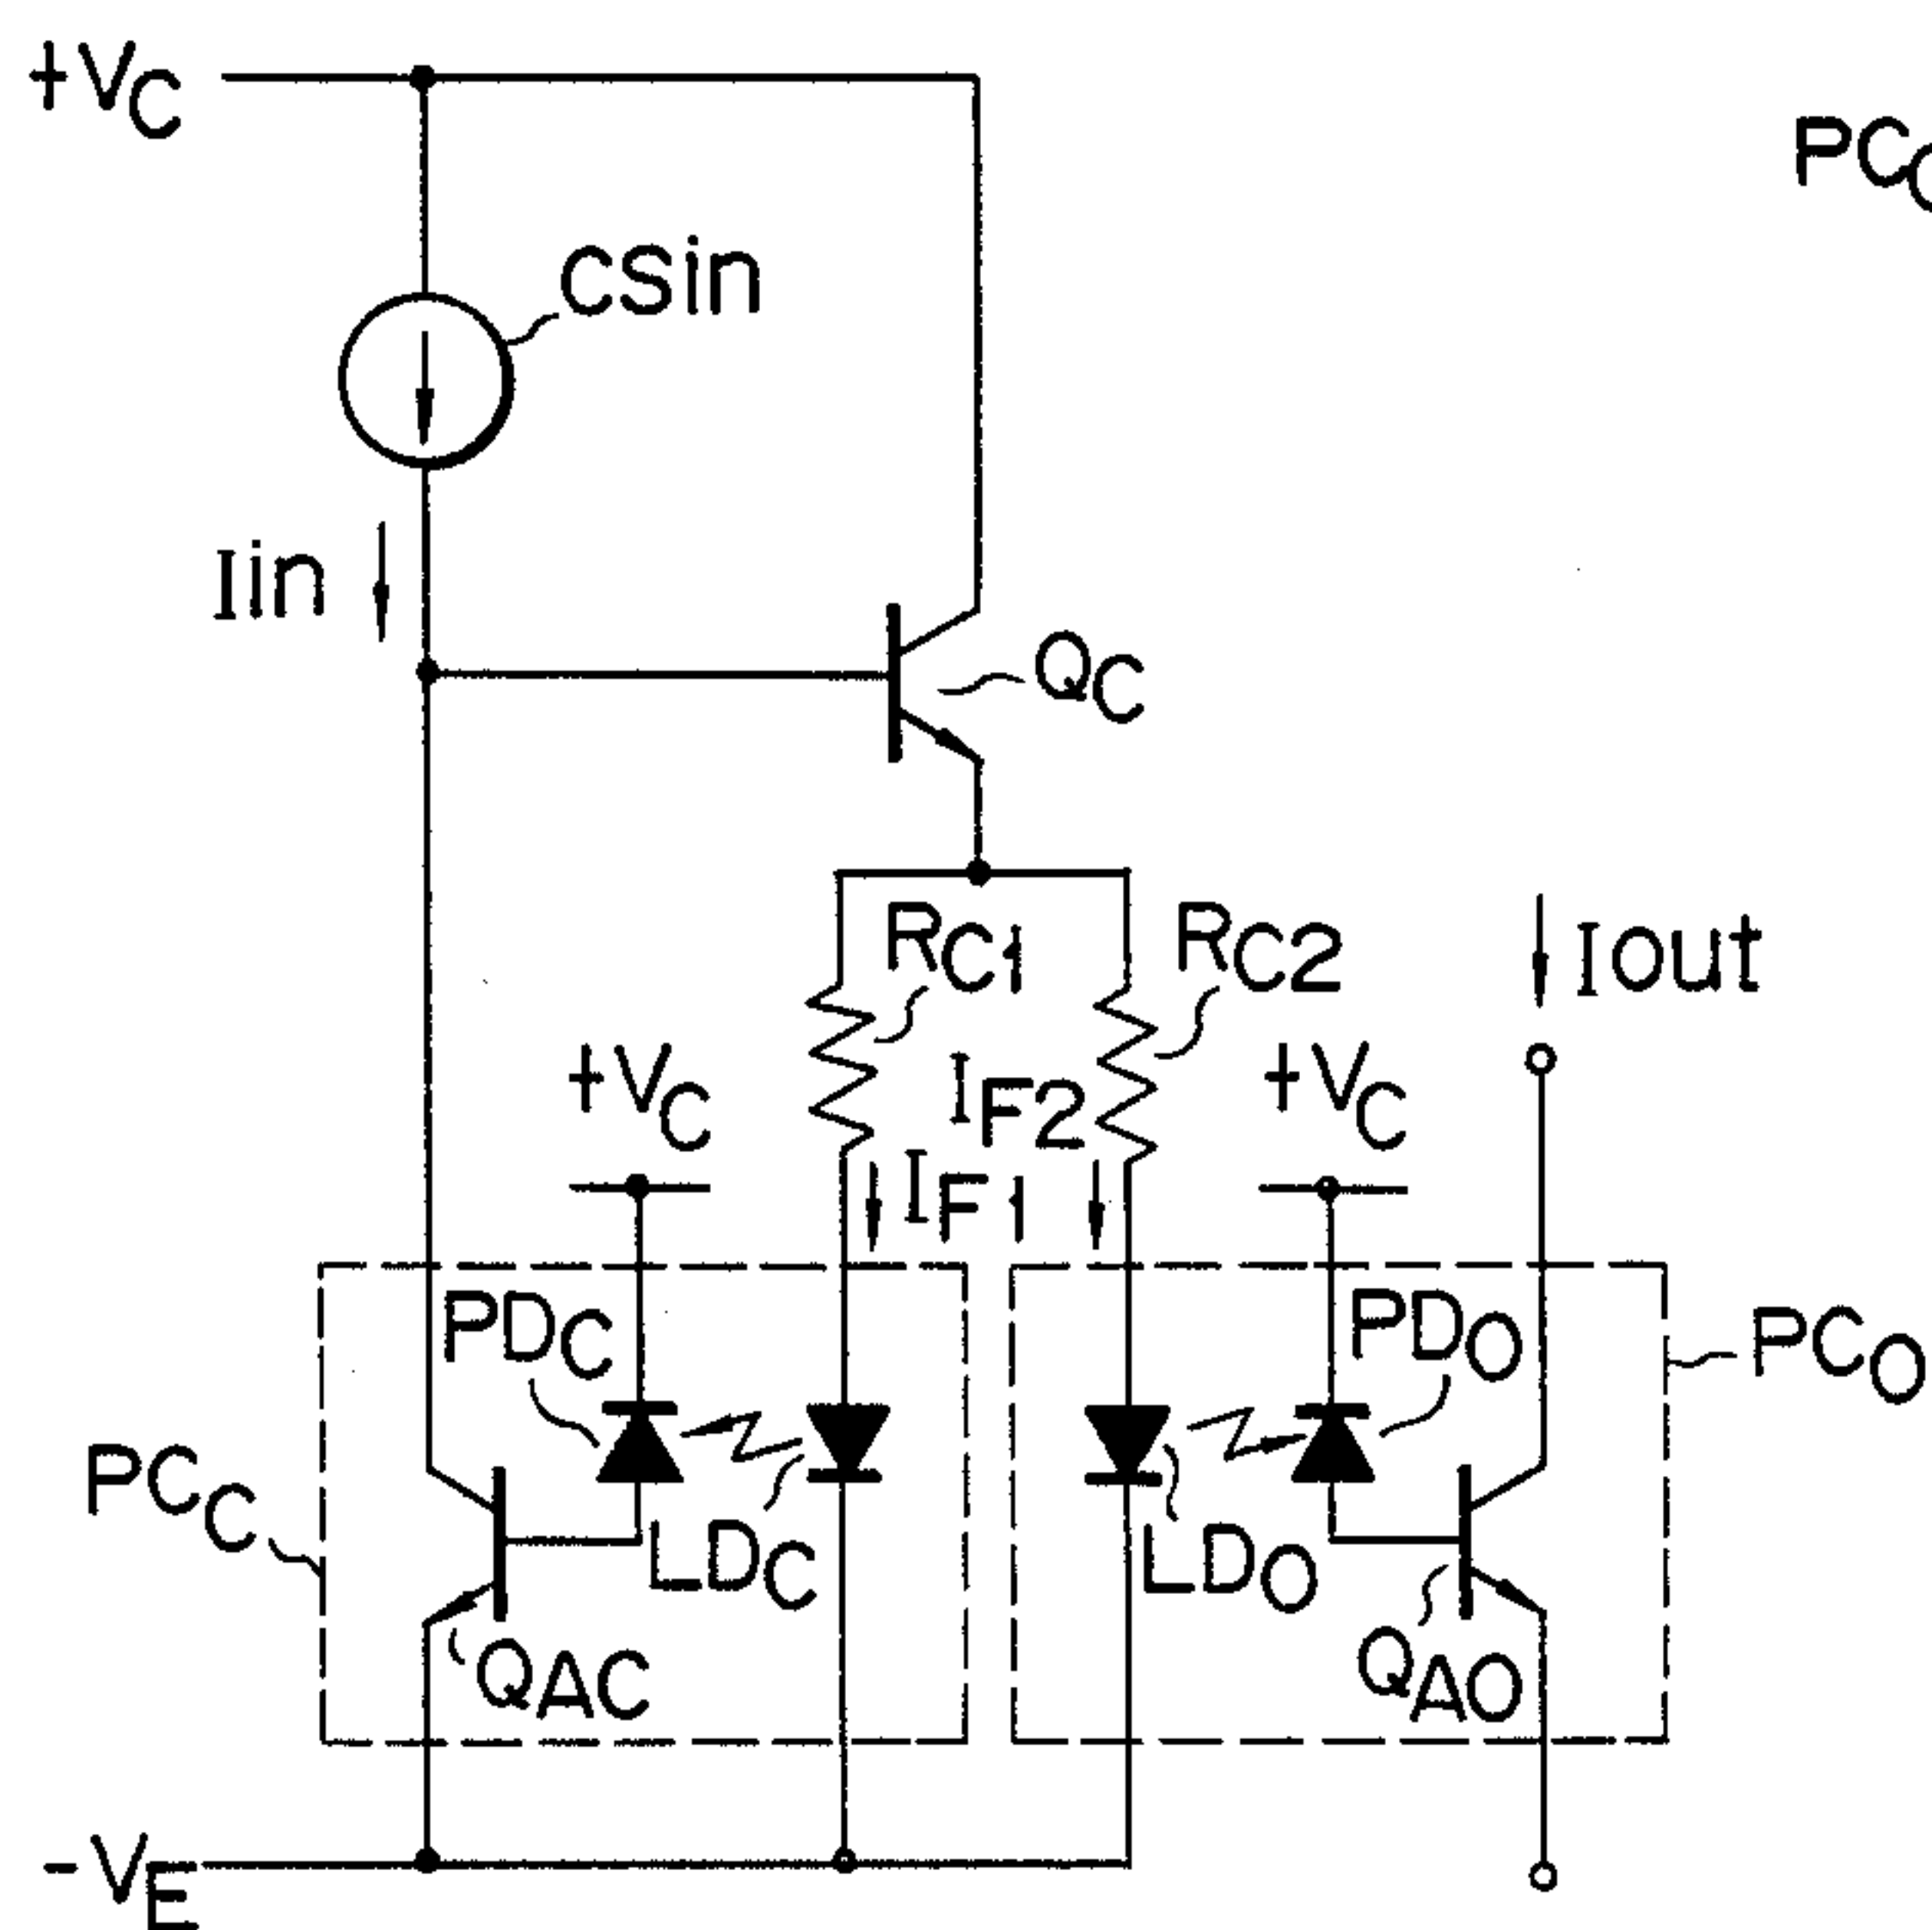 +VC
PC
CSin
Iin
QC
RC1
RC2
Iout
+VC
IF2
+VC
IF1
PDC
PDO
PCO
PCC
LDC
LDO
QAC
QAO
-VE